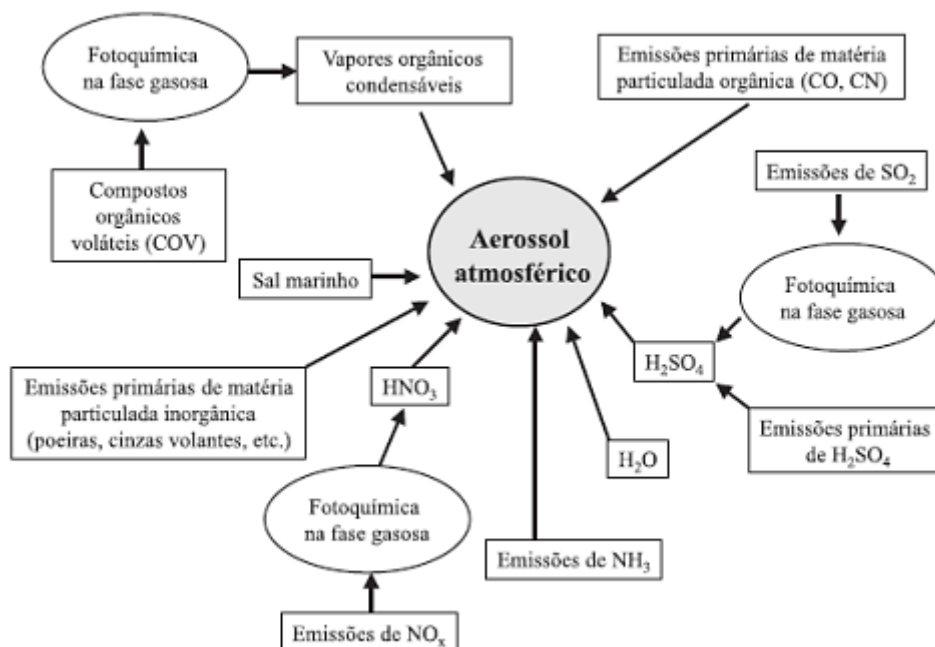 Fotoquímica
na fase gasosa
Vapores orgânicos
condensáveis
Emissões primárias de matéria
particulada orgânica (CO, CN)
Compostos
orgânicos
voláteis (COV)
Emissões de SO₂
Aerossol
atmosférico
Sal marinho
Fotoquímica
na fase gasosa
Emissões primárias de matéria
particulada inorgânica
(poeiras, cinzas volantes, etc.)
HNO₃
H₂SO₄
Emissões primárias
de H₂SO₄
H₂O
Fotoquímica
na fase gasosa
Emissões de NH₃
Emissões de NOₓ